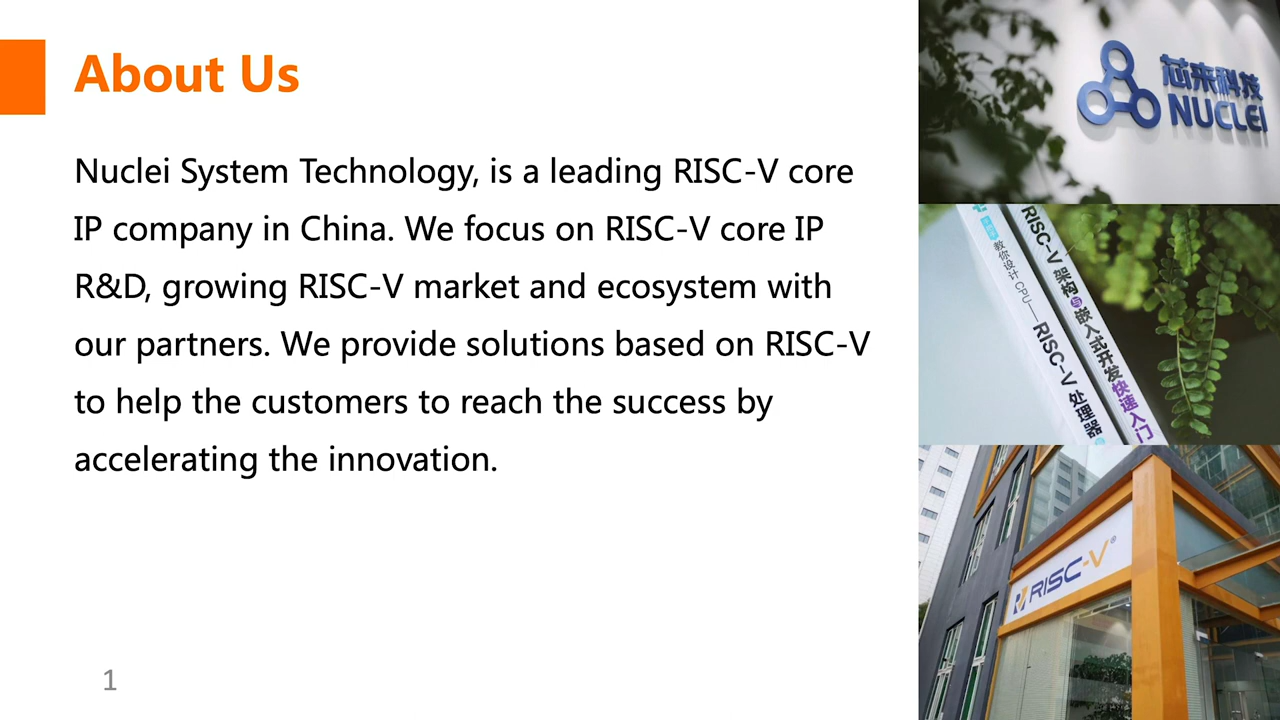 About Us
Nuclei System Technology, is a leading RISC-V core
IP company in China. We focus on RISC-V core IP
R&D, growing RISC-V market and ecosystem with
our partners. We provide solutions based on RISC-V
to help the customers to reach the success by
accelerating the innovation.
1
芯来科技
NUCLEI
教你设计CPU——RISC-V 处理器
RISC-V 架构与嵌入式开发快速入门
RISC-V®